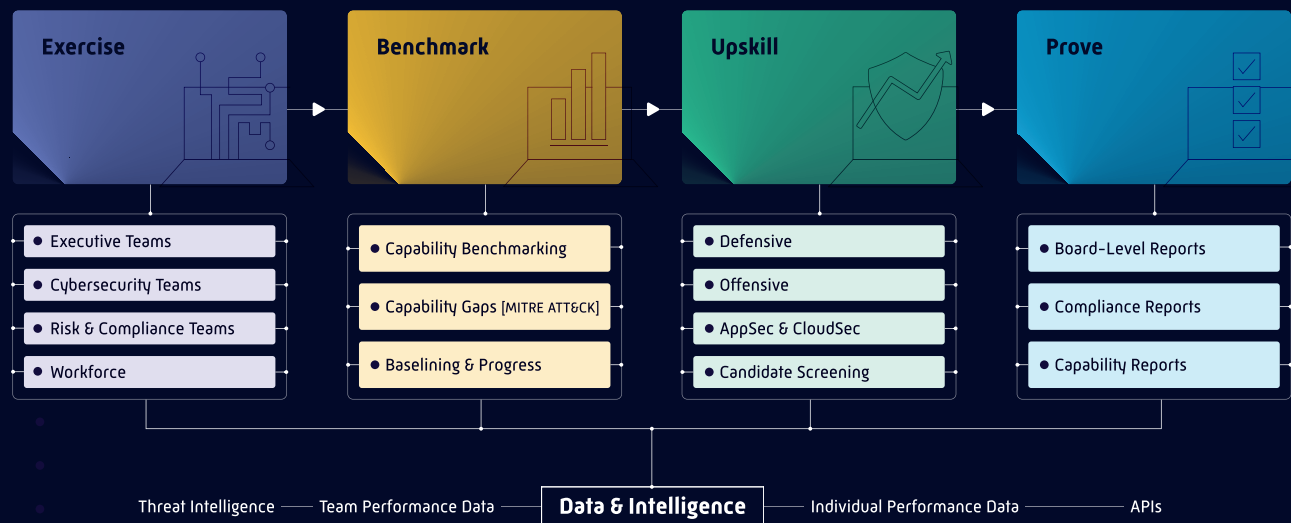 Exercise
Benchmark
Upskill
Prove
Executive Teams
Cybersecurity Teams
Risk & Compliance Teams
Workforce
Capability Benchmarking
Capability Gaps [MITRE ATT&CK]
Baselining & Progress
Defensive
Offensive
AppSec & CloudSec
Candidate Screening
Board-Level Reports
Compliance Reports
Capability Reports
Threat Intelligence
Team Performance Data
Data & Intelligence
Individual Performance Data
APIs